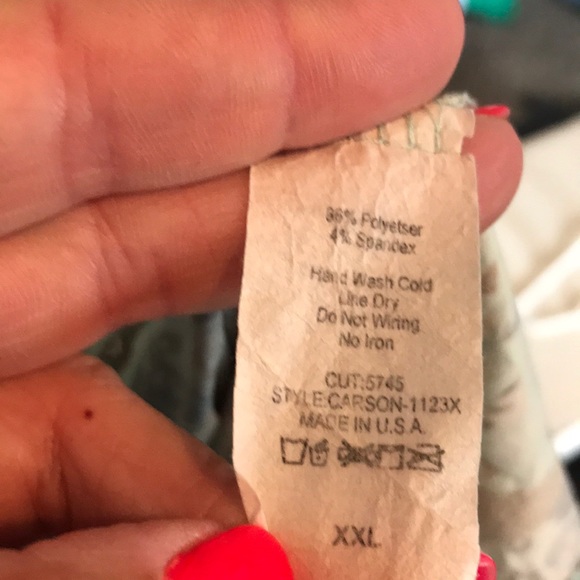 96% Polyetser
4% Spandex
Hand Wash Cold
Line Dry
Do Not Wiring
No Iron
CUT:5745
STYLE:CARSON-1123X
MADE IN U.S.A.
XXL